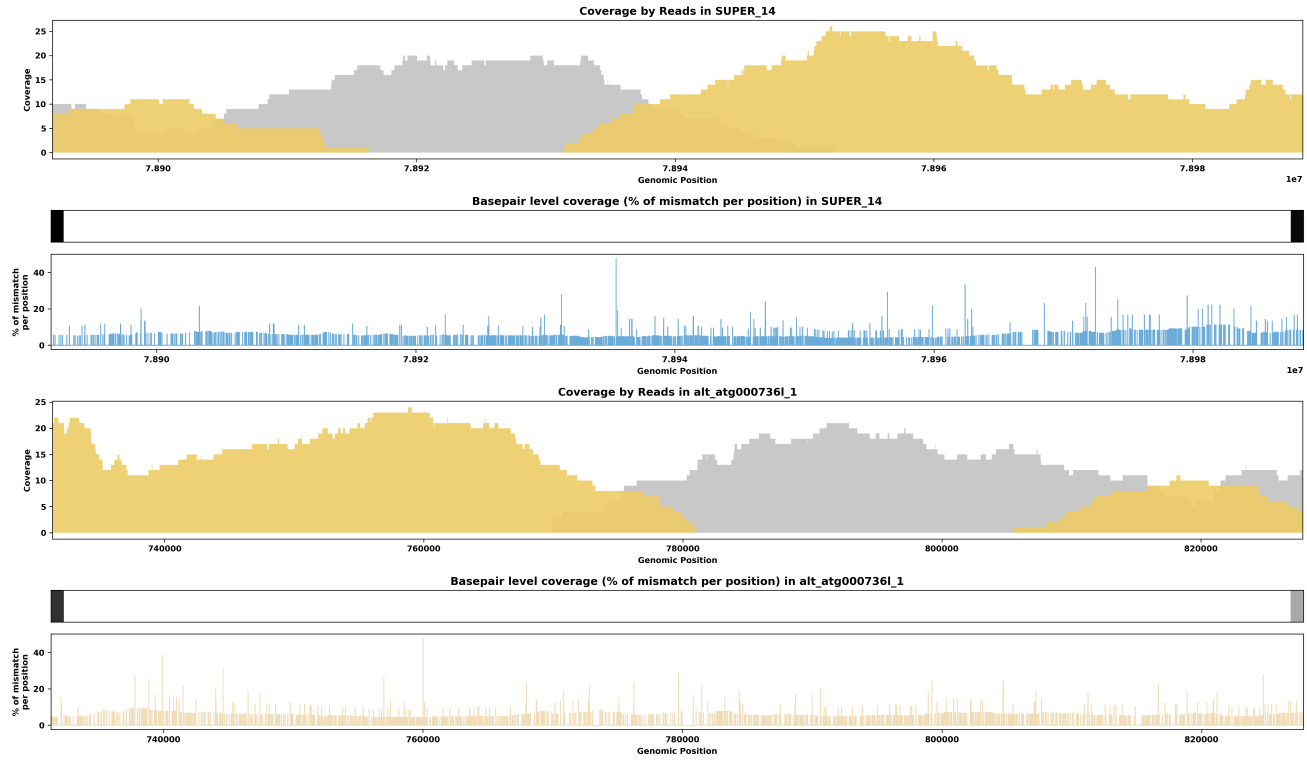 Coverage by Reads in SUPER_14
Coverage
25
20
15
10
5
0
7.890 7.892 7.894 7.896 7.898
1e7
Genomic Position
Basepair level coverage (% of mismatch per position) in SUPER_14
% of mismatch
per position
40
20
0
7.890 7.892 7.894 7.896 7.898
1e7
Genomic Position
Coverage by Reads in alt_atg000736l_1
Coverage
25
20
15
10
5
0
740000 760000 780000 800000 820000
Genomic Position
Basepair level coverage (% of mismatch per position) in alt_atg000736l_1
% of mismatch
per position
40
20
0
740000 760000 780000 800000 820000
Genomic Position